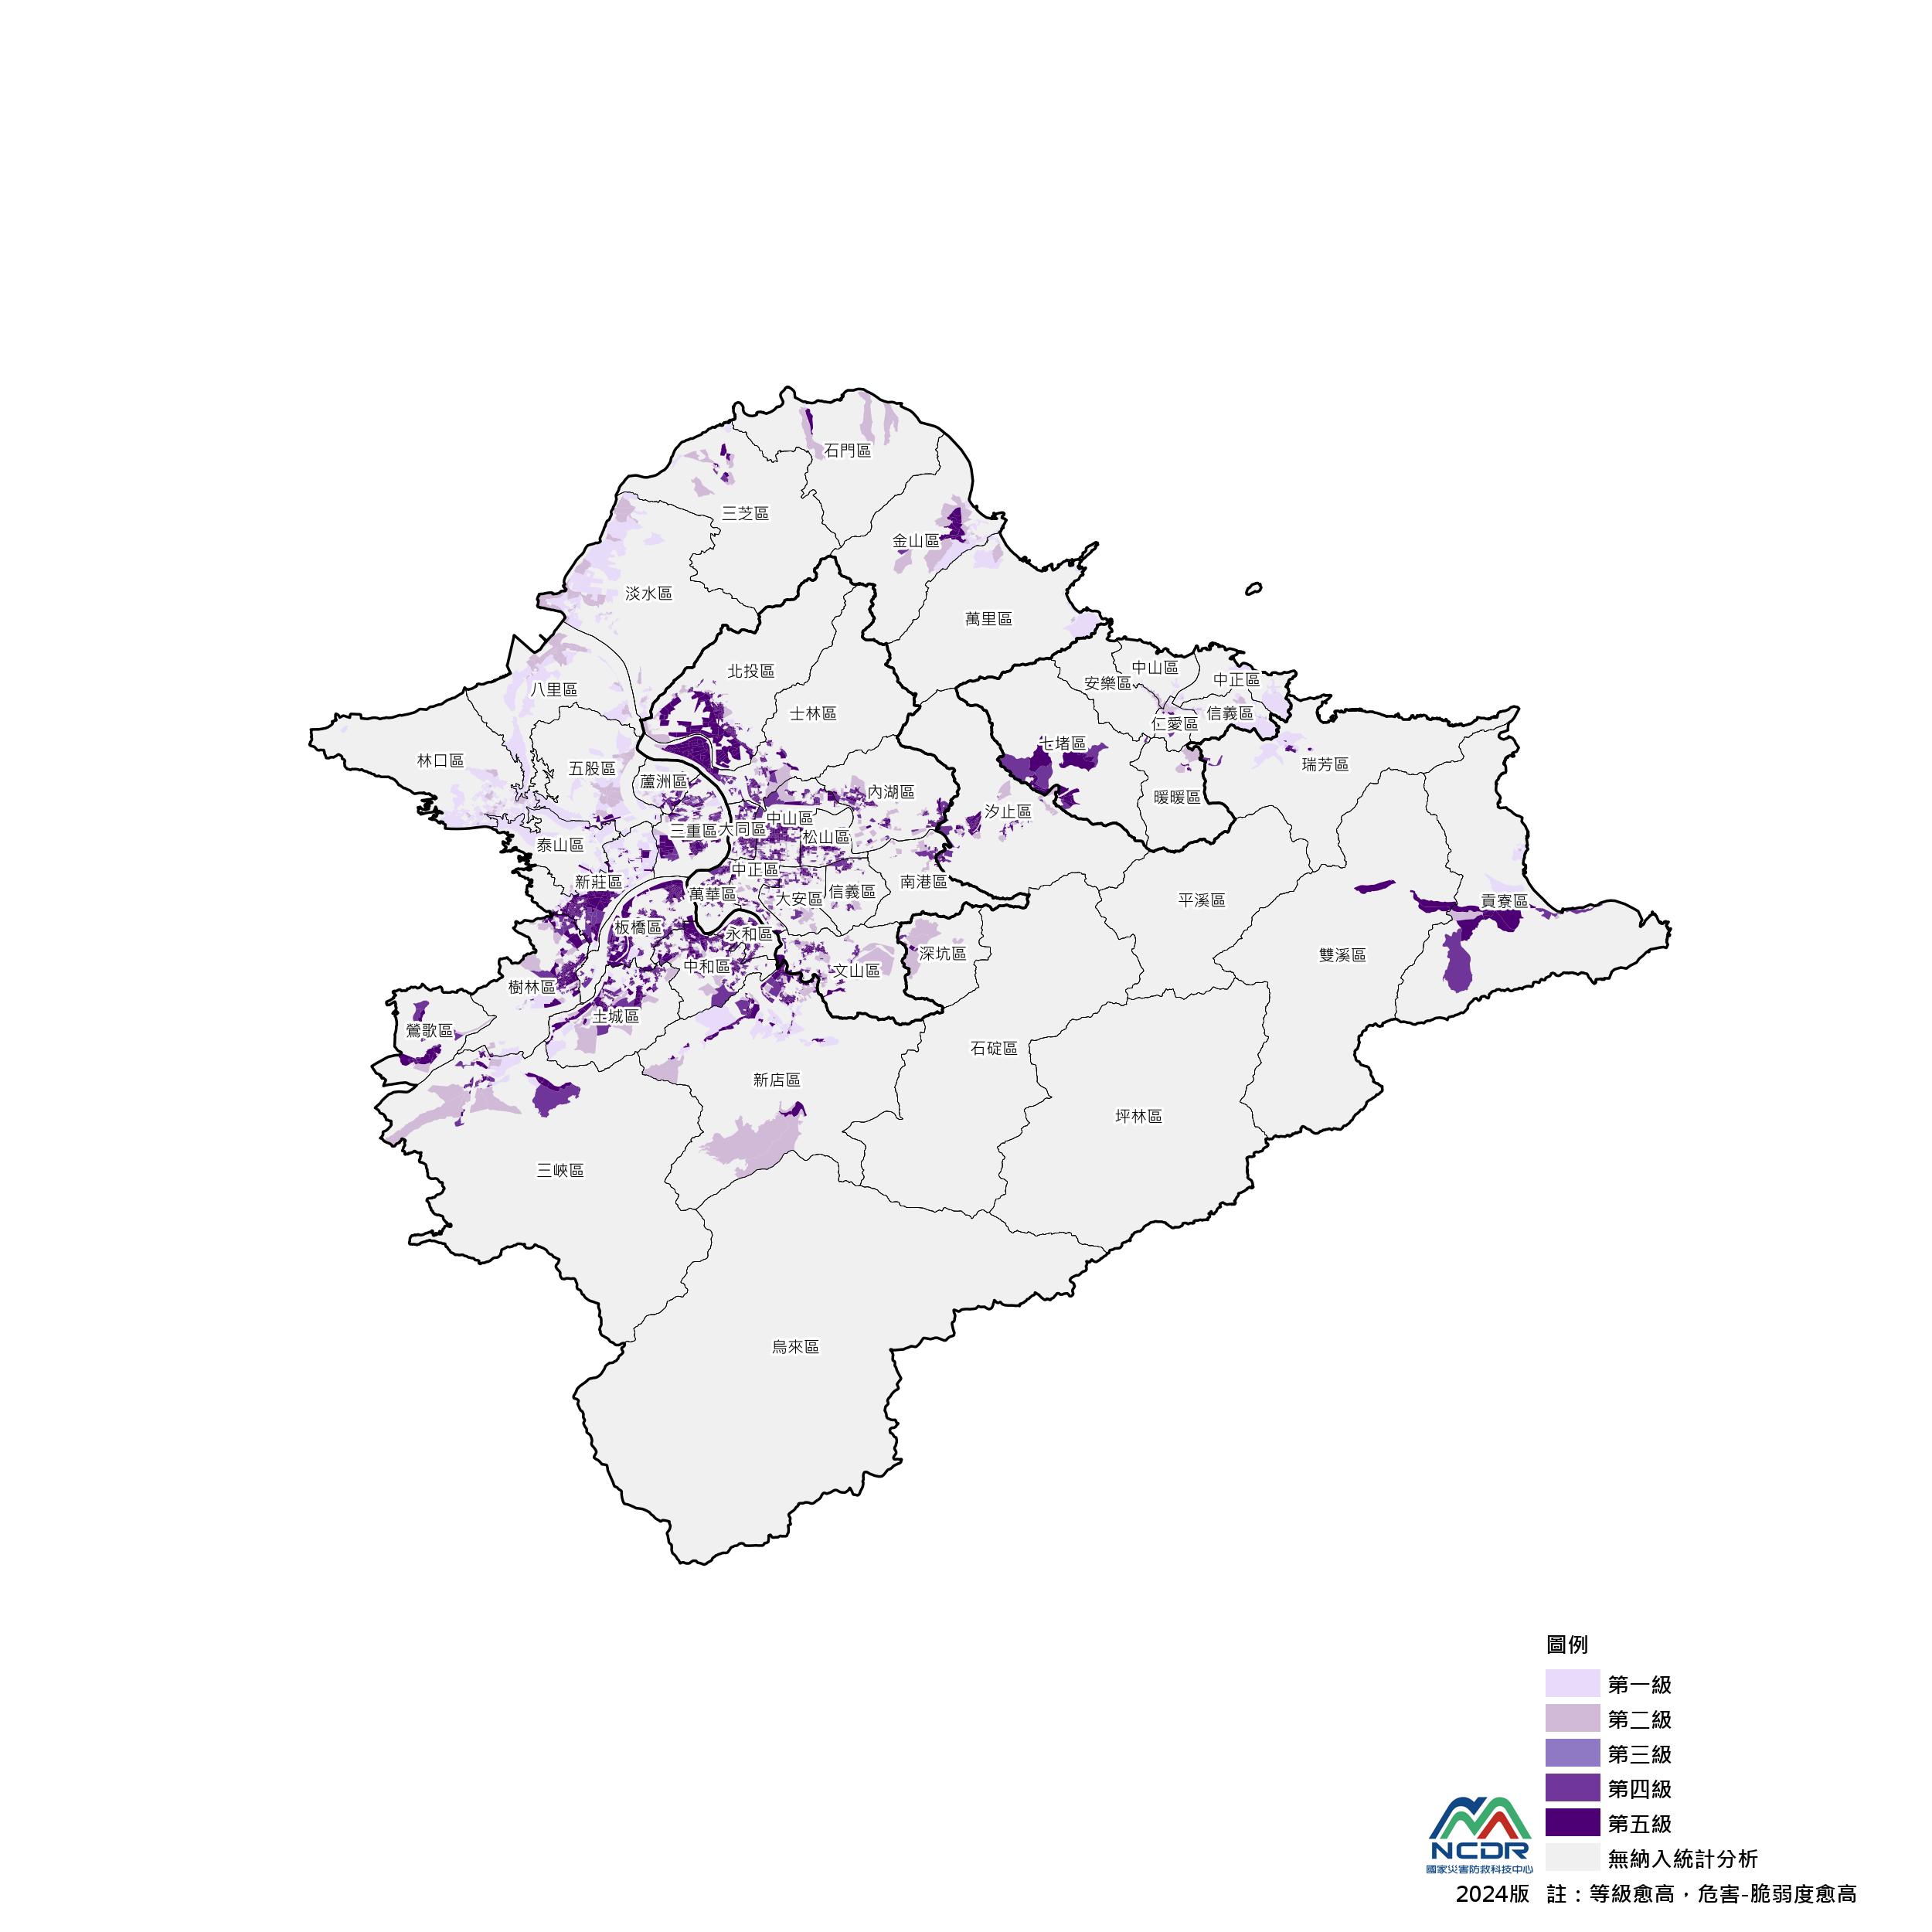 石門區
三芝區
金山區
淡水區
萬里區
北投區
中山區
中正區
安樂區
八里區
士林區
信義區
仁愛區
七堵區
林口區
五股區
瑞芳區
蘆洲區
內湖區
暖暖區
汐止區
中山區
三重區
大同區
松山區
泰山區
中正區
新莊區
南港區
信義區
萬華區
大安區
平溪區
貢寮區
板橋區
永和區
深坑區
雙溪區
中和區
文山區
樹林區
土城區
鶯歌區
石碇區
新店區
坪林區
三峽區
烏來區
圖例
第一級
第二級
第三級
第四級
第五級
無納入統計分析
NCDR
國家災害防救科技中心
2024版 註：等級愈高，危害-脆弱度愈高